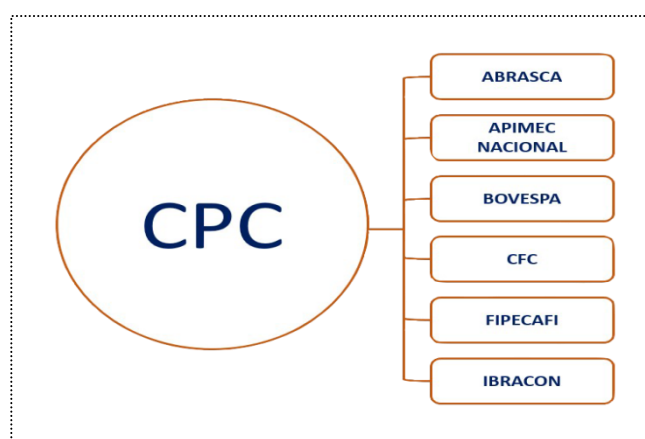 CPC
ABRASCA
APIMEC
NACIONAL
BOVESPA
CFC
FIPECAFI
IBRACON